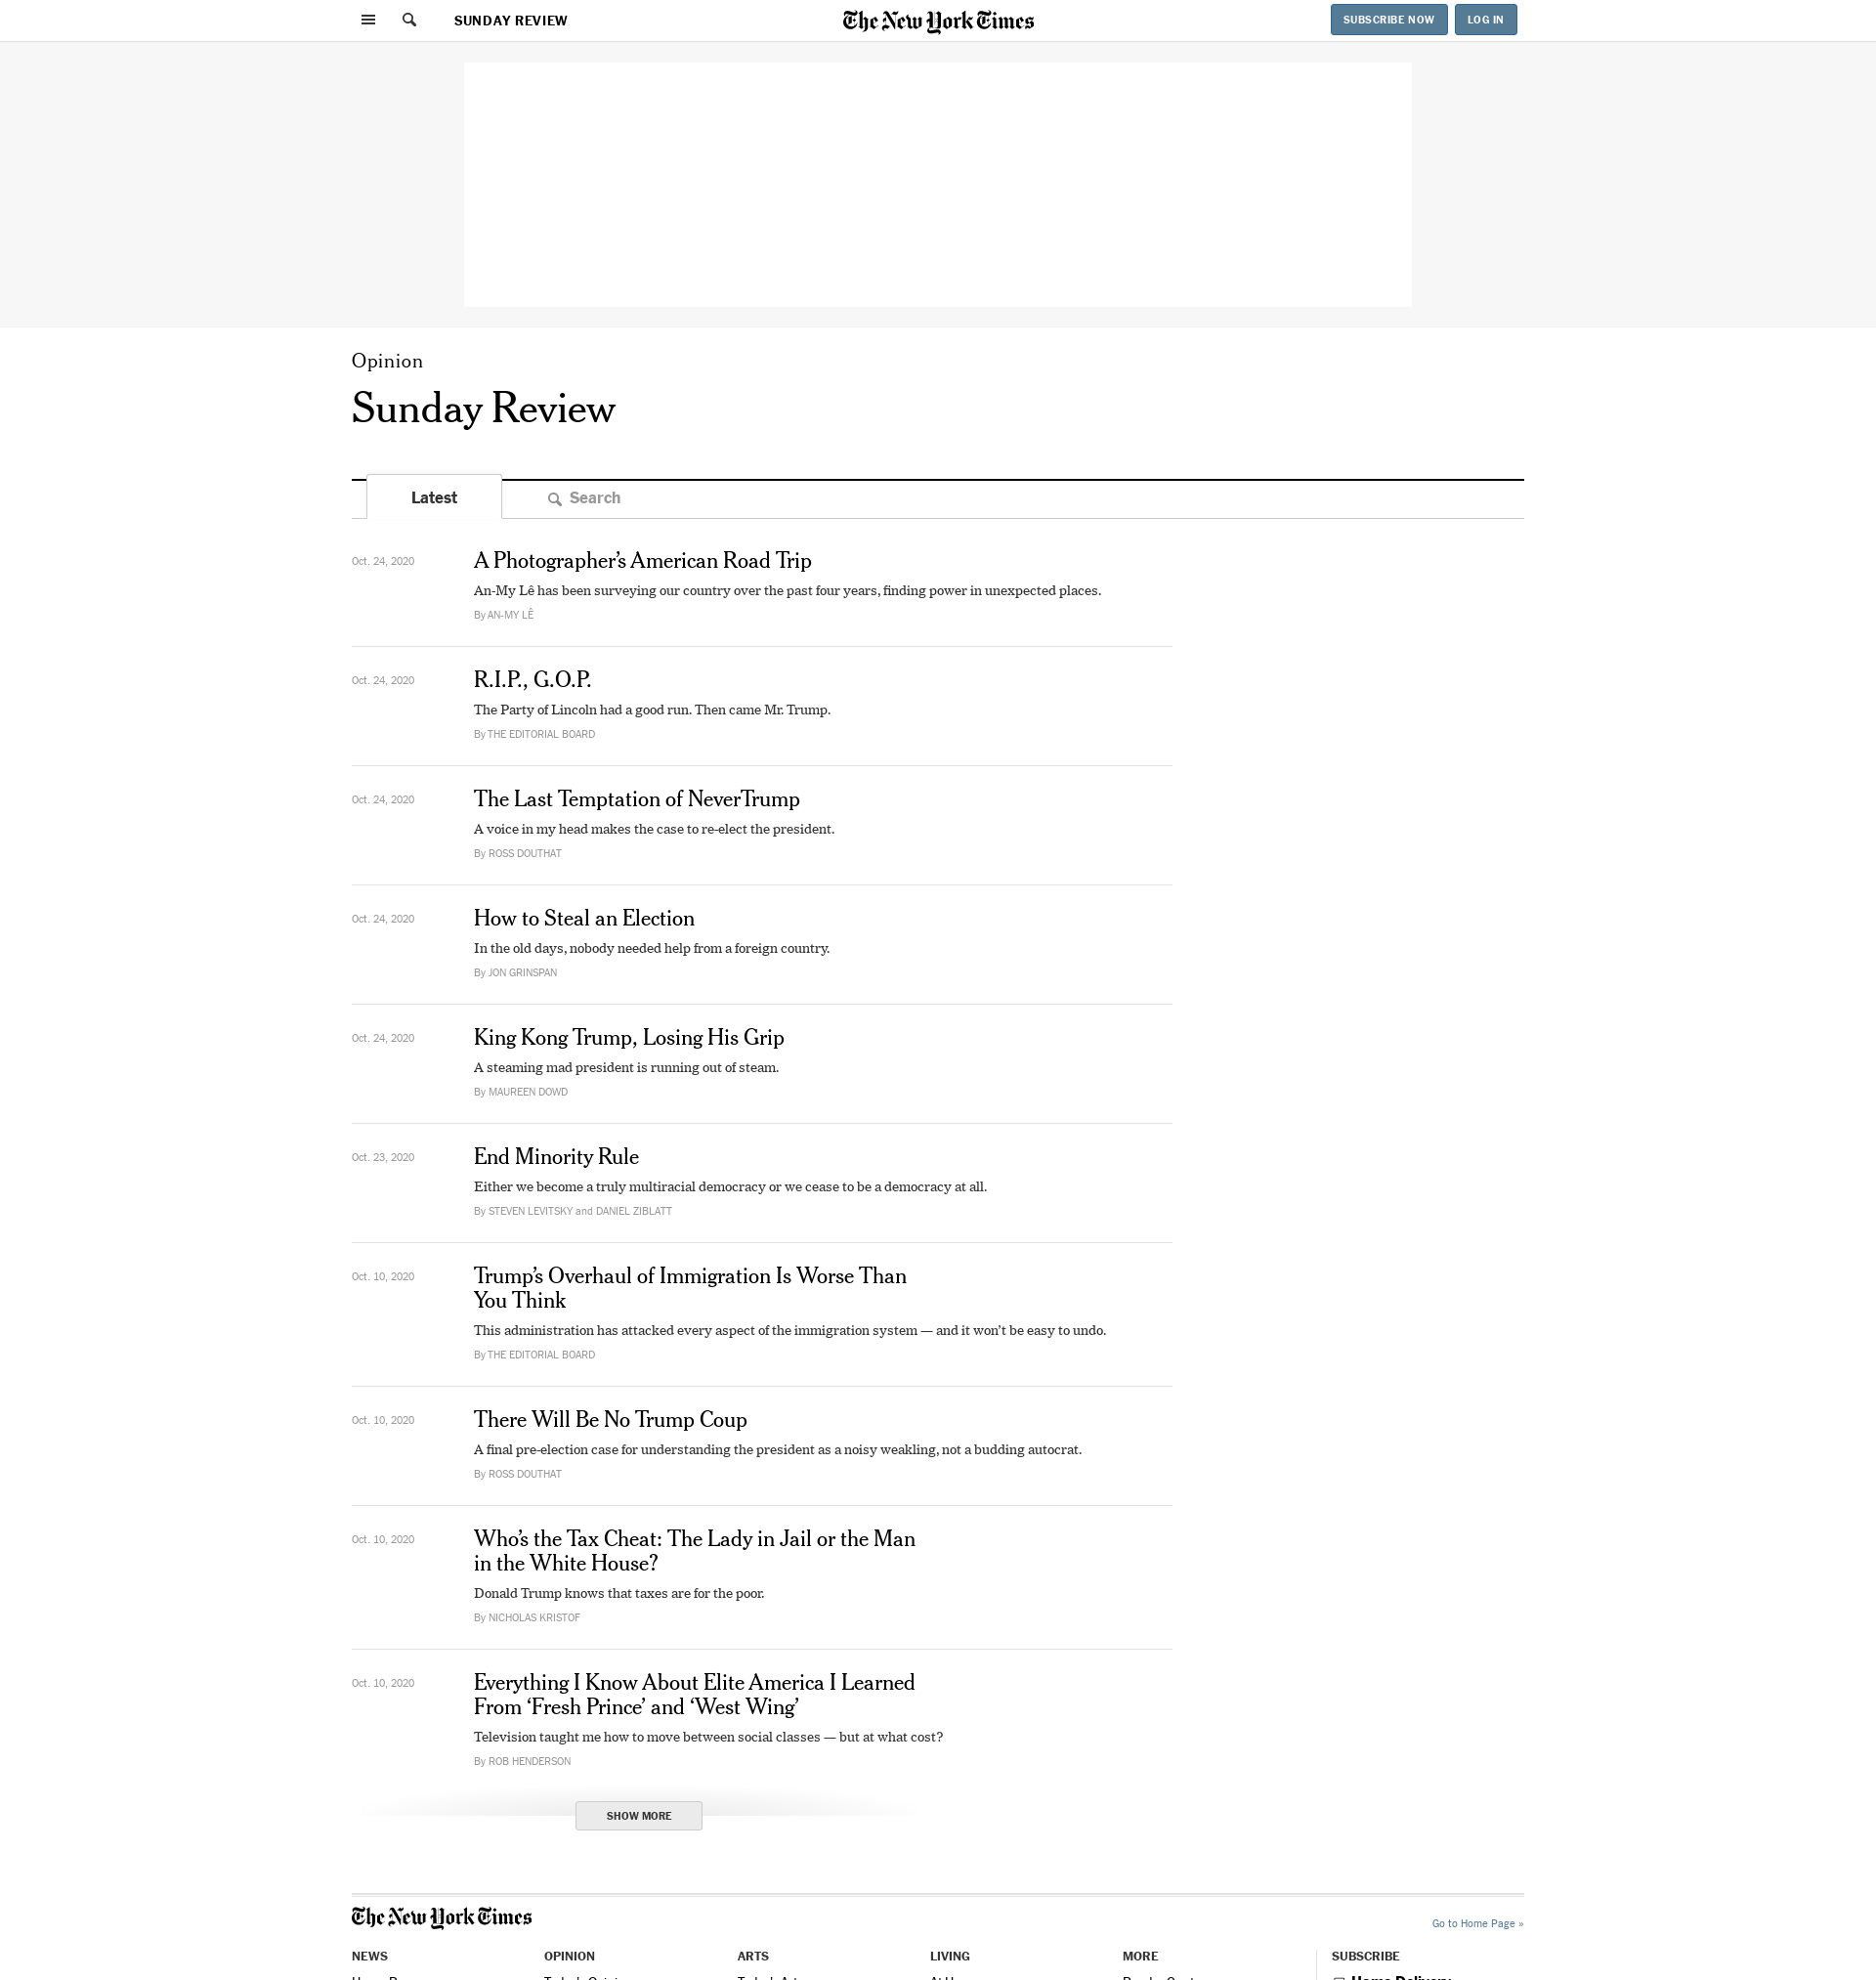 SUNDAY REVIEW
The New York Times
SUBSCRIBE NOW
LOG IN
Opinion
Sunday Review
Latest
Search
Oct. 24, 2020
A Photographer’s American Road Trip
An-My Lê has been surveying our country over the past four years, finding power in unexpected places.
By AN-MY LÊ
Oct. 24, 2020
R.I.P., G.O.P.
The Party of Lincoln had a good run. Then came Mr. Trump.
By THE EDITORIAL BOARD
Oct. 24, 2020
The Last Temptation of NeverTrump
A voice in my head makes the case to re-elect the president.
By ROSS DOUTHAT
Oct. 24, 2020
How to Steal an Election
In the old days, nobody needed help from a foreign country.
By JON GRINSPAN
Oct. 24, 2020
King Kong Trump, Losing His Grip
A steaming mad president is running out of steam.
By MAUREEN DOWD
Oct. 23, 2020
End Minority Rule
Either we become a truly multiracial democracy or we cease to be a democracy at all.
By STEVEN LEVITSKY and DANIEL ZIBLATT
Oct. 10, 2020
Trump’s Overhaul of Immigration Is Worse Than
You Think
This administration has attacked every aspect of the immigration system — and it won’t be easy to undo.
By THE EDITORIAL BOARD
Oct. 10, 2020
There Will Be No Trump Coup
A final pre-election case for understanding the president as a noisy weakling, not a budding autocrat.
By ROSS DOUTHAT
Oct. 10, 2020
Who’s the Tax Cheat: The Lady in Jail or the Man
in the White House?
Donald Trump knows that taxes are for the poor.
By NICHOLAS KRISTOF
Oct. 10, 2020
Everything I Know About Elite America I Learned
From ‘Fresh Prince’ and ‘West Wing’
Television taught me how to move between social classes — but at what cost?
By ROB HENDERSON
SHOW MORE
The New York Times
Go to Home Page »
NEWS
OPINION
ARTS
LIVING
MORE
SUBSCRIBE
Home Delivery